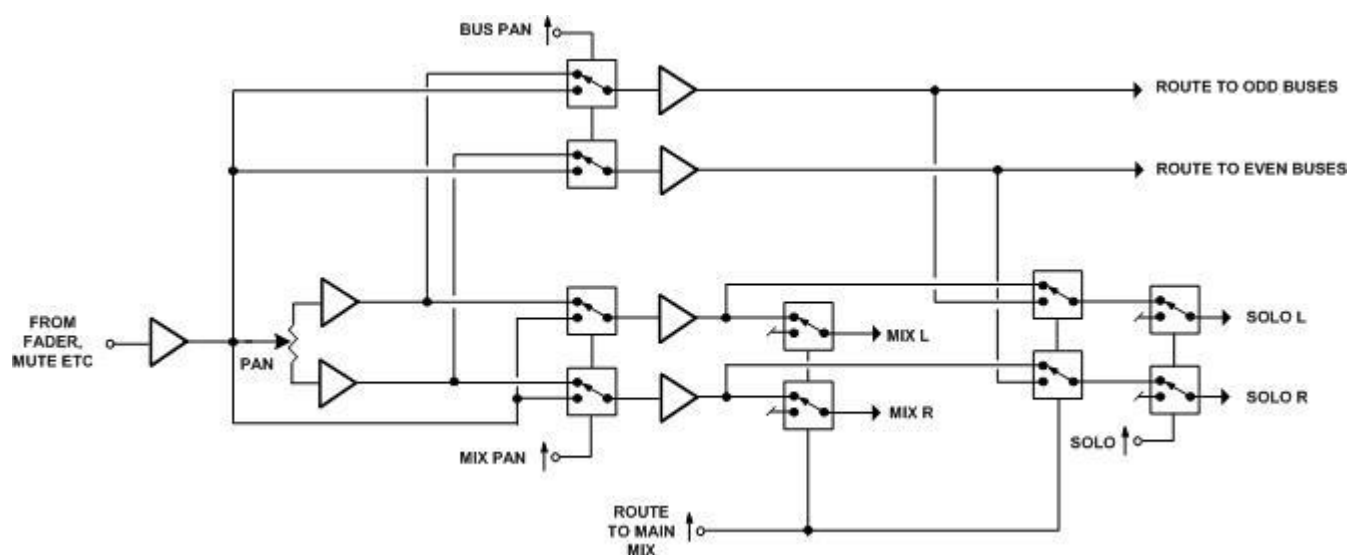 BUS PAN
ROUTE TO ODD BUSES
ROUTE TO EVEN BUSES
FROM
FADER,
MUTE ETC
PAN
MIX L
SOLO L
MIX R
SOLO R
MIX PAN
SOLO
ROUTE
TO MAIN
MIX